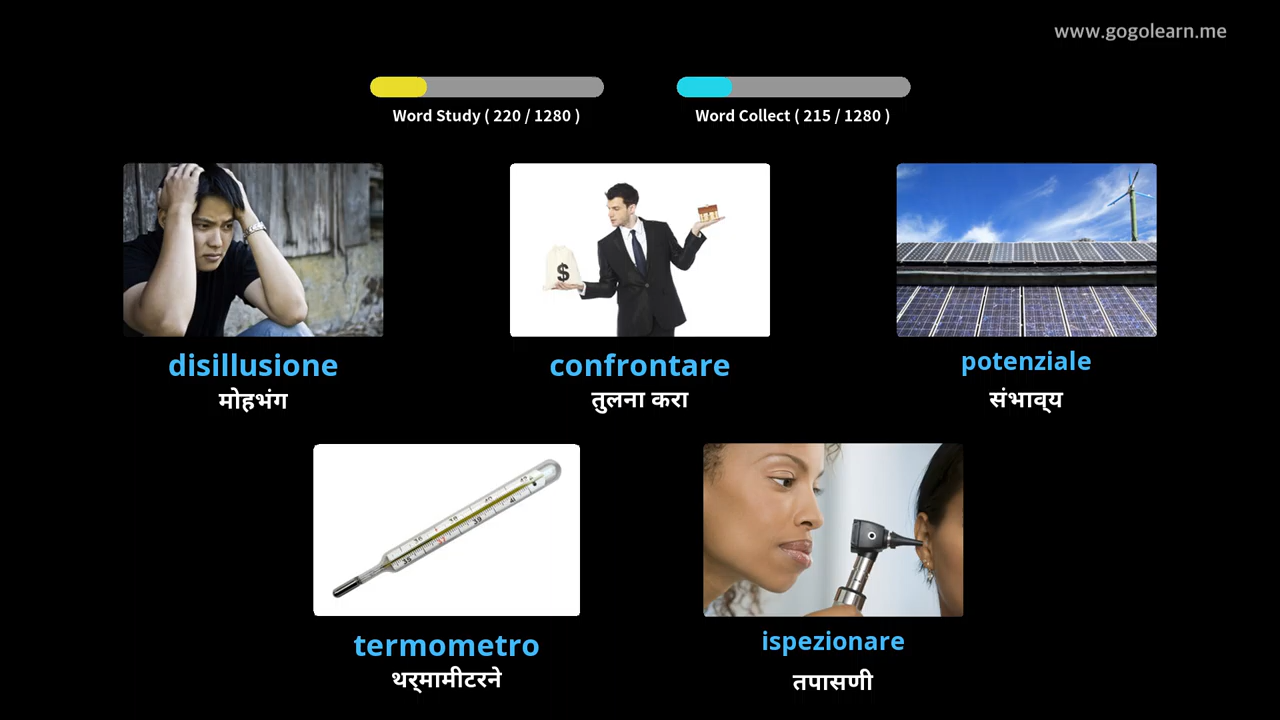 www.gogolearn.me
Word Study ( 220 / 1280 )
Word Collect ( 215 / 1280 )
$
disillusione
मोहभंग
confrontare
तुलना करा
potenziale
संभाव्य
termometro
थर्मामीटरने
ispezionare
तपासणी